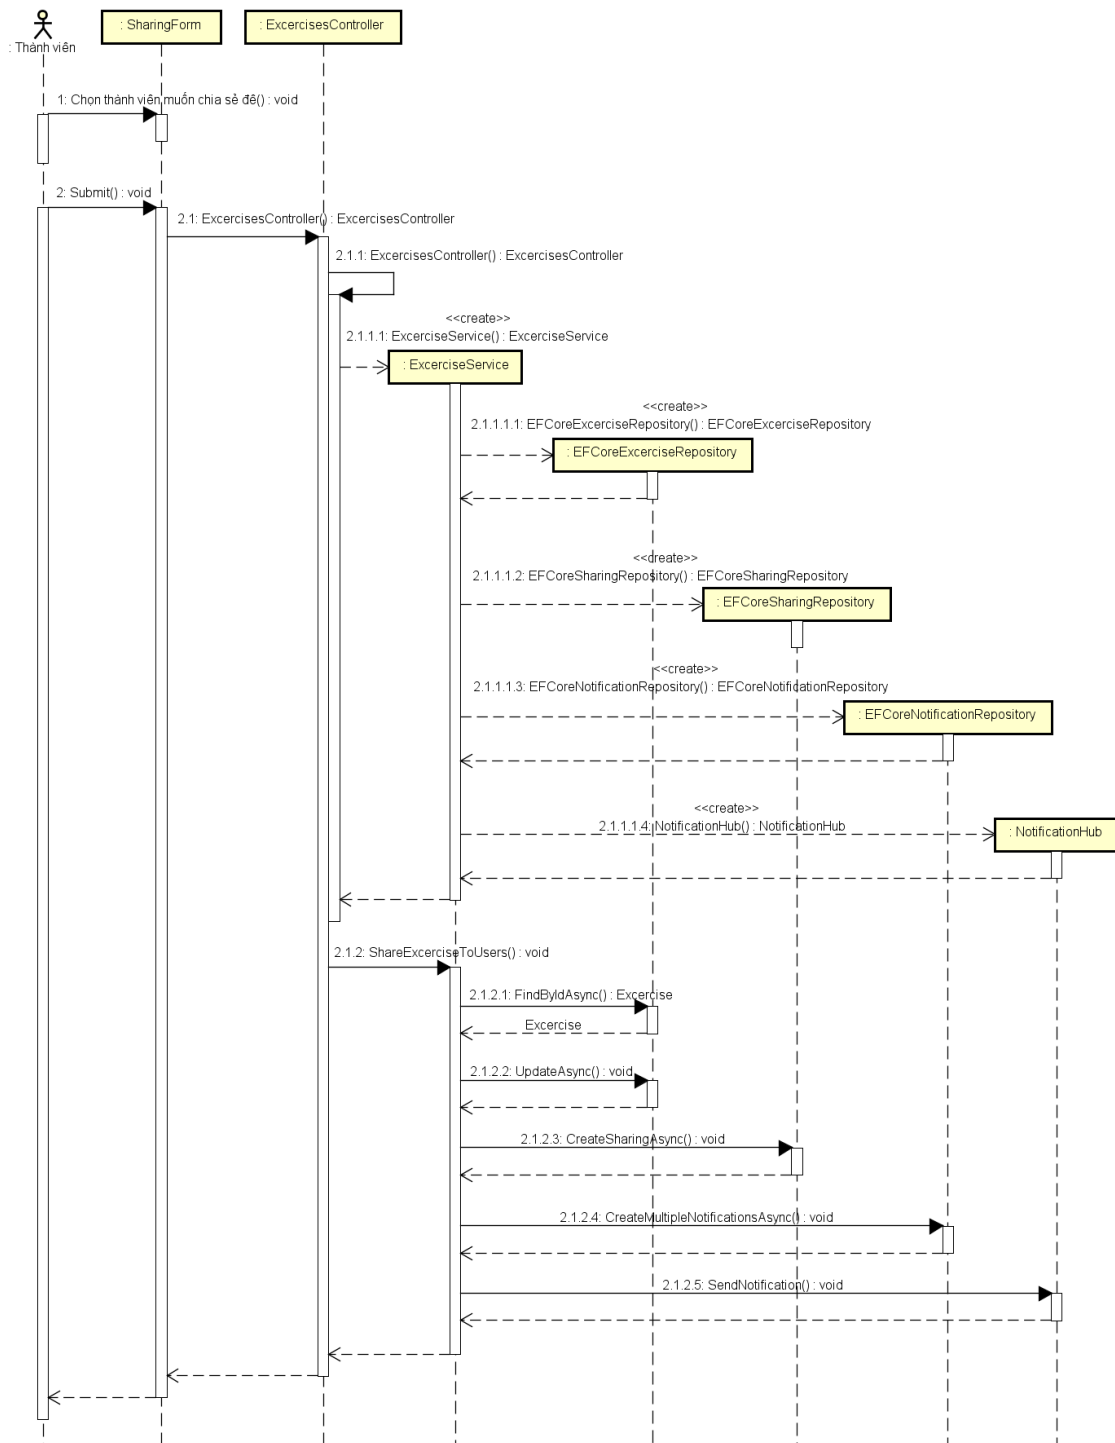 : Thành viên
: SharingForm
: ExcercisesController
1: Chọn thành viên muốn chia sẻ đề() : void
2: Submit() : void
2.1: ExcercisesController() : ExcercisesController
2.1.1: ExcercisesController() : ExcercisesController
<<create>>
2.1.1.1: ExcerciseService() : ExcerciseService
: ExcerciseService
<<create>>
2.1.1.1.1: EFCoreExcerciseRepository() : EFCoreExcerciseRepository
: EFCoreExcerciseRepository
<<create>>
2.1.1.1.2: EFCoreSharingRepository() : EFCoreSharingRepository
: EFCoreSharingRepository
<<create>>
2.1.1.1.3: EFCoreNotificationRepository() : EFCoreNotificationRepository
: EFCoreNotificationRepository
<<create>>
2.1.1.1.4: NotificationHub() : NotificationHub
: NotificationHub
2.1.2: ShareExcerciseToUsers() : void
2.1.2.1: FindByIdAsync() : Excercise
Excercise
2.1.2.2: UpdateAsync() : void
2.1.2.3: CreateSharingAsync() : void
2.1.2.4: CreateMultipleNotificationsAsync() : void
2.1.2.5: SendNotification() : void